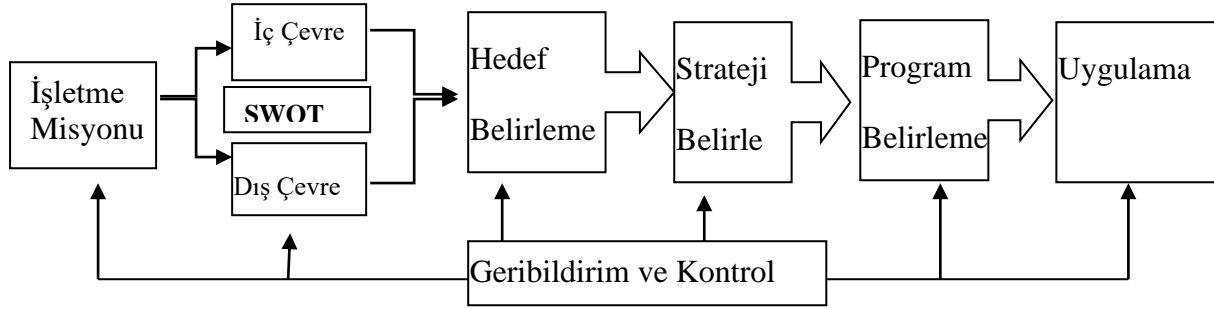 İşletme
Misyonu
İç Çevre
SWOT
Dış Çevre
Hedef
Belirleme
Strateji
Belirle
Program
Belirleme
Uygulama
Geribildirim ve Kontrol